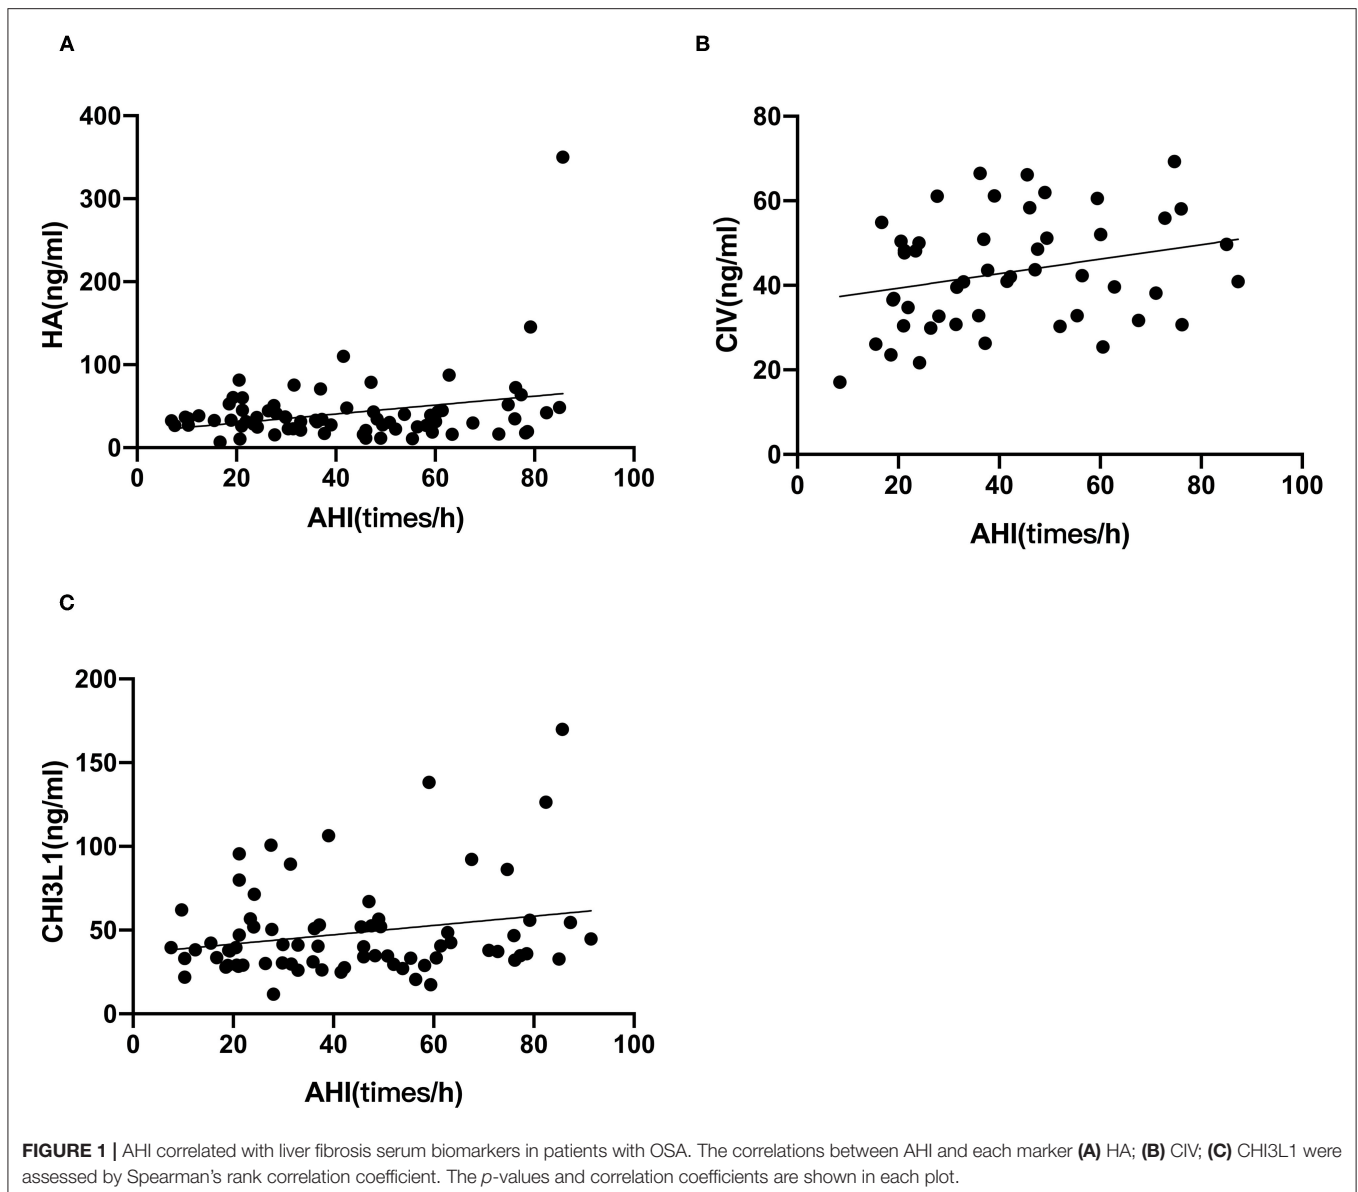 A
B
400
300
200
100
0
HA(ng/ml)
0 20 40 60 80 100
AHI(times/h)
80
60
40
20
0
CIV(ng/ml)
0 20 40 60 80 100
AHI(times/h)
C
200
150
100
50
0
CHI3L1(ng/ml)
0 20 40 60 80 100
AHI(times/h)
FIGURE 1 | AHI correlated with liver fibrosis serum biomarkers in patients with OSA. The correlations between AHI and each marker (A) HA; (B) CIV; (C) CHI3L1 were
assessed by Spearman's rank correlation coefficient. The p-values and correlation coefficients are shown in each plot.